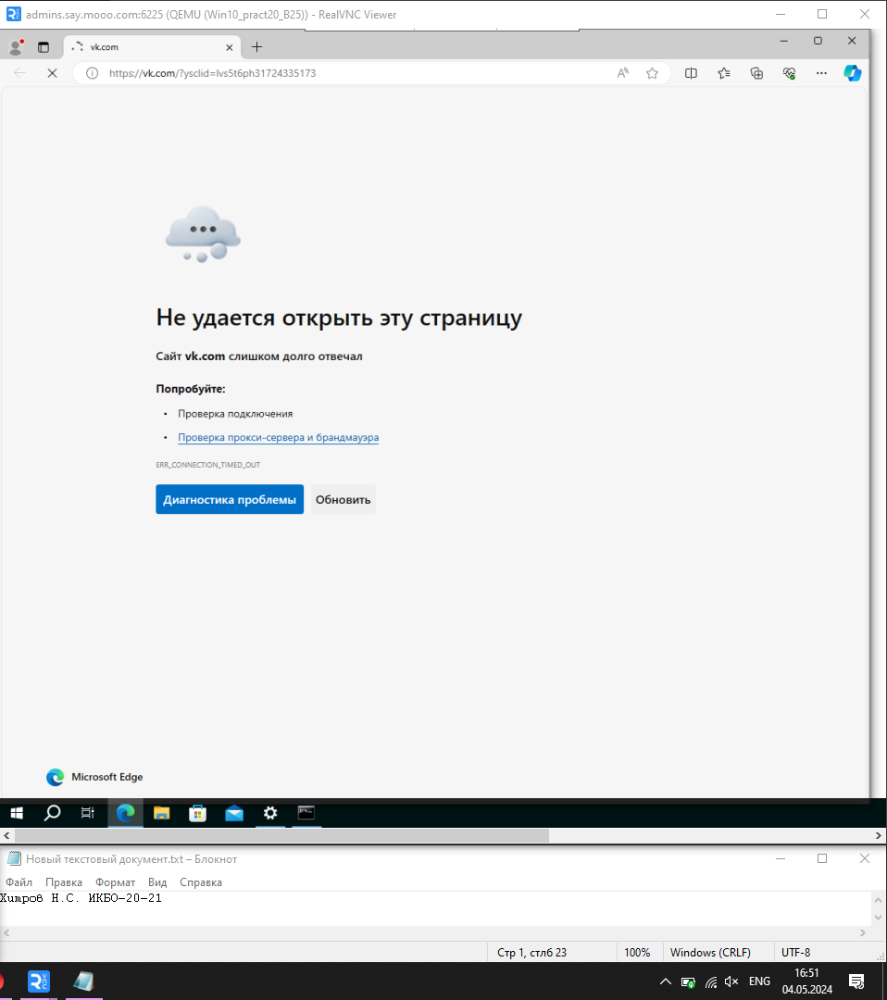 admins.say.mooo.com:6225 (QEMU (Win10_pract20_B25)) - RealVNC Viewer
vk.com
https://vk.com/?ysclid=lvs5t6ph31724335173
Не удается открыть эту страницу
Сайт vk.com слишком долго отвечал
Попробуйте:
• Проверка подключения
• Проверка прокси-сервера и брандмауэра
ERR_CONNECTION_TIMED_OUT
Диагностика проблемы Обновить
Microsoft Edge
Новый текстовый документ.txt – Блокнот
Файл Правка Формат Вид Справка
Хитров Н.С. ИКБО-20-21
Стр 1, стлб 23 100% Windows (CRLF) UTF-8
ENG 16:51
04.05.2024